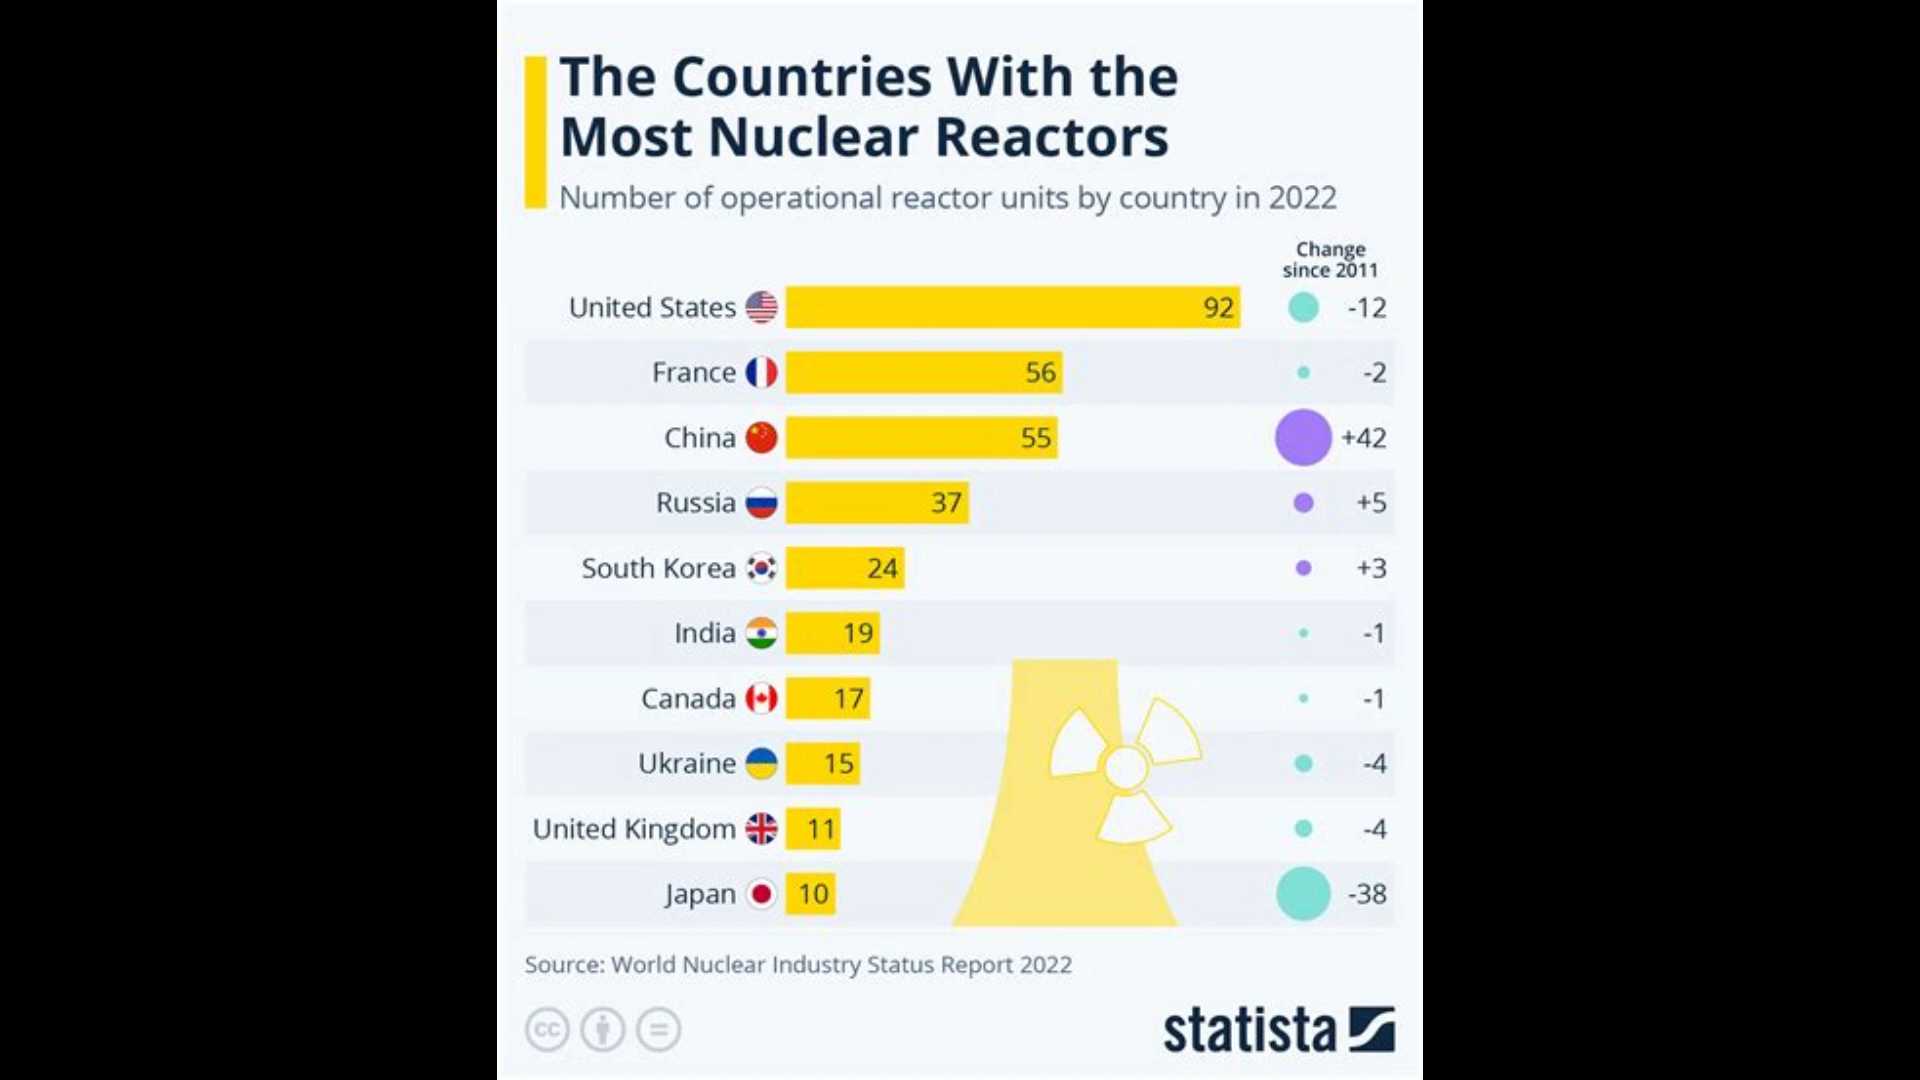 The Countries With the
Most Nuclear Reactors
Number of operational reactor units by country in 2022
Change
since 2011
United States 92 -12
France 56 -2
China 55 +42
Russia 37 +5
South Korea 24 +3
India 19 -1
Canada 17 -1
Ukraine 15 -4
United Kingdom 11 -4
Japan 10 -38
Source: World Nuclear Industry Status Report 2022
cc
statista